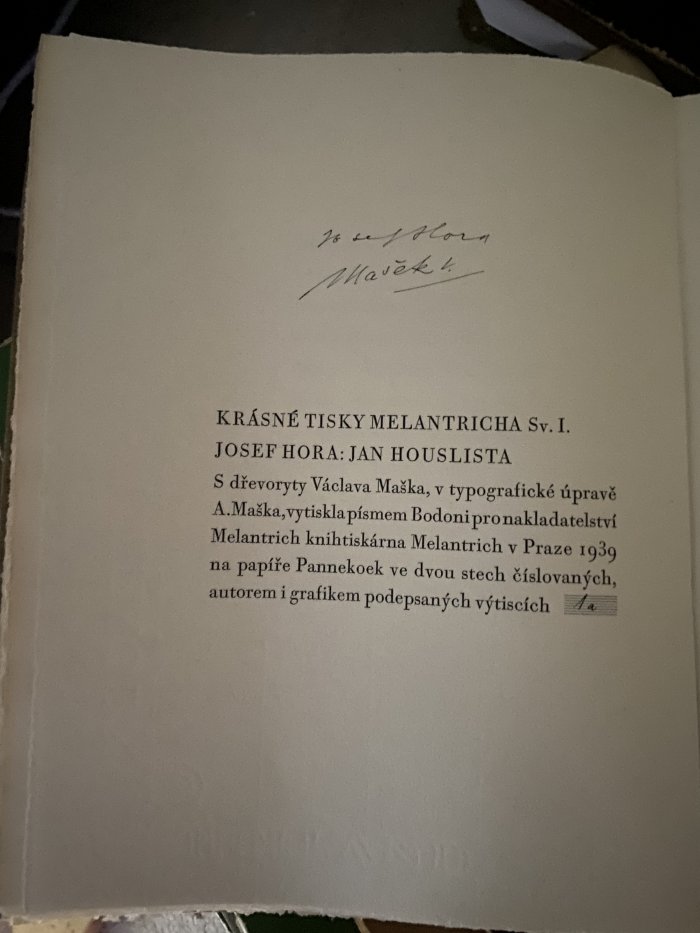 Josef Hora
Mašek V.
KRÁSNÉ TISKY MELANTRICHA Sv. I.
JOSEF HORA: JAN HOUSLISTA
S dřevoryty Václava Maška, v typografické úpravě
A. Maška, vytiskla písmem Bodoni pro nakladatelství
Melantrich knihtiskárna Melantrich v Praze 1939
na papíře Pannekoek ve dvou stech číslovaných,
autorem i grafikem podepsaných výtiscích 1a